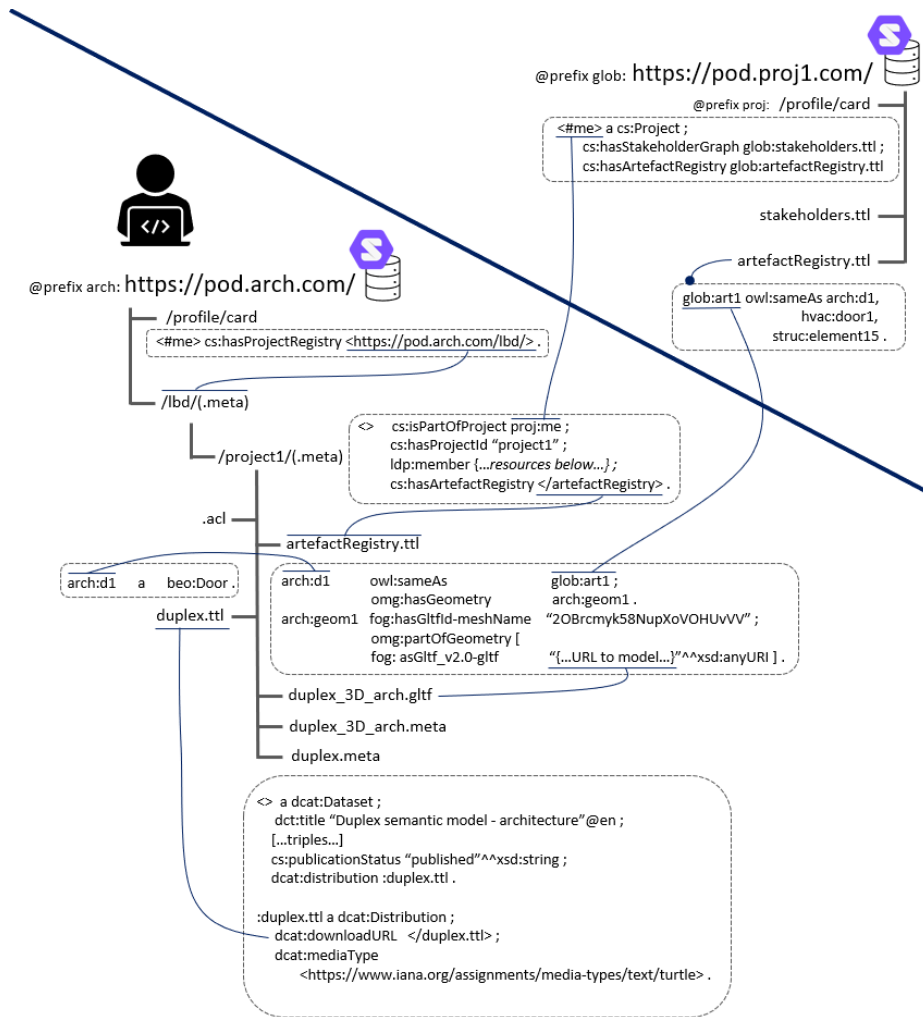 @prefix glob: https://pod.proj1.com/
@prefix proj: /profile/card
<#me> a cs:Project ;
cs:hasStakeholderGraph glob:stakeholders.ttl ;
cs:hasArtefactRegistry glob:artefactRegistry.ttl
stakeholders.ttl
artefactRegistry.ttl
glob:art1 owl:sameAs arch:d1,
hvac:door1,
struc:element15 .
</>
@prefix arch: https://pod.arch.com/
/profile/card
<#me> cs:hasProjectRegistry <https://pod.arch.com/lbd/> .
/lbd/(.meta)
/project1/(.meta)
<> cs:isPartOfProject proj:me ;
cs:hasProjectId “project1” ;
ldp:member {...resources below...} ;
cs:hasArtefactRegistry </artefactRegistry> .
.acl
artefactRegistry.ttl
arch:d1 a beo:Door .
duplex.ttl
arch:d1 owl:sameAs glob:art1 ;
omg:hasGeometry arch:geom1 .
arch:geom1 fog:hasGltfId-meshName “2OBrcmyk58NupXoVOHUvVV” ;
omg:partOfGeometry [
fog: asGltf_v2.0-gltf “{...URL to model...}”^^xsd:anyURI ] .
duplex_3D_arch.gltf
duplex_3D_arch.meta
duplex.meta
<> a dcat:Dataset ;
dct:title “Duplex semantic model - architecture”@en ;
[...triples...]
cs:publicationStatus “published”^^xsd:string ;
dcat:distribution :duplex.ttl .
:duplex.ttl a dcat:Distribution ;
dcat:downloadURL </duplex.ttl> ;
dcat:mediaType
<https://www.iana.org/assignments/media-types/text/turtle> .